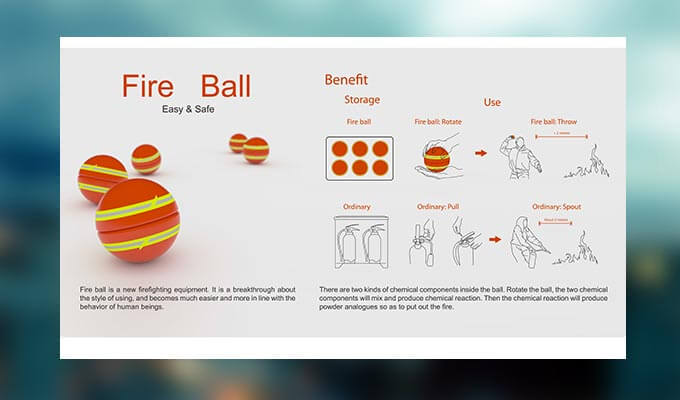 Fire Ball
Easy & Safe
Fire ball is a new firefighting equipment. It is a breakthrough about
the style of using, and becomes much easier and more in line with the
behavior of human beings.
Benefit
Storage
Use
Fire ball
Fire ball: Rotate
Fire ball: Throw
Ordinary
Ordinary: Pull
Ordinary: Spout
There are two kinds of chemical components inside the ball. Rotate the ball, the two chemical
components will mix and produce chemical reaction. Then the chemical reaction will produce
powder analogues so as to put out the fire.